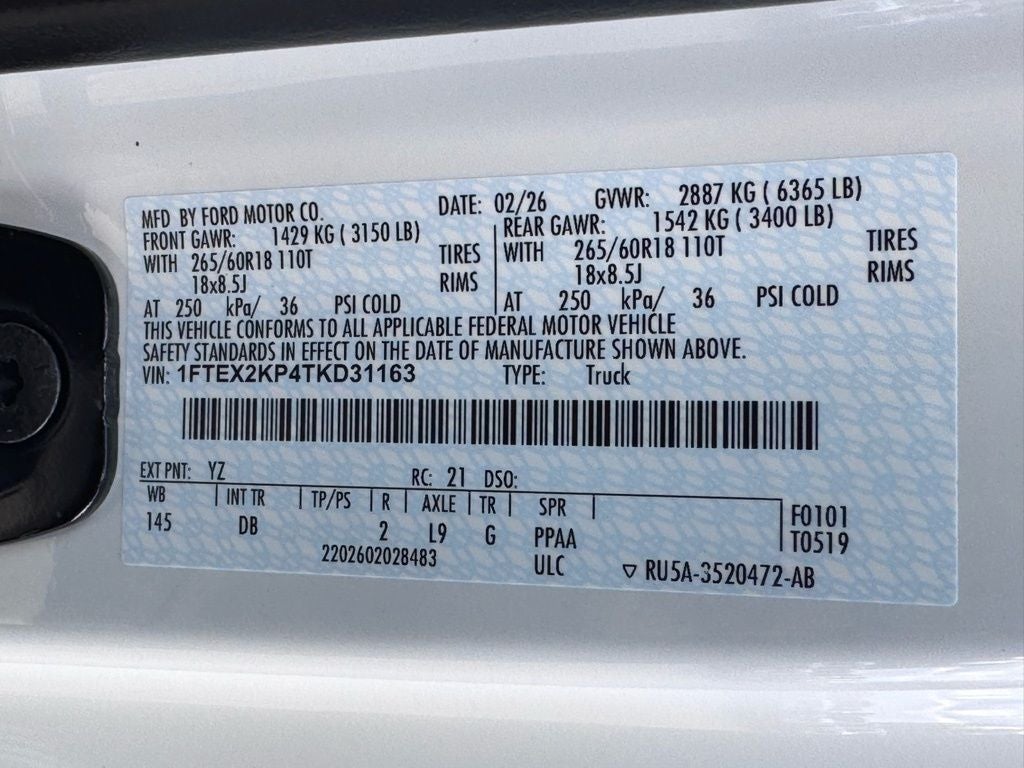 MFD BY FORD MOTOR CO. DATE: 02/26 GVWR: 2887 KG ( 6365 LB)
FRONT GAWR: 1429 KG ( 3150 LB) REAR GAWR: 1542 KG ( 3400 LB)
WITH 265/60R18 110T TIRES WITH 265/60R18 110T TIRES
18x8.5J RIMS 18x8.5J RIMS
AT 250 kPa/ 36 PSI COLD AT 250 kPa/ 36 PSI COLD
THIS VEHICLE CONFORMS TO ALL APPLICABLE FEDERAL MOTOR VEHICLE
SAFETY STANDARDS IN EFFECT ON THE DATE OF MANUFACTURE SHOWN ABOVE.
VIN: 1FTEX2KP4TKD31163 TYPE: Truck
EXT PNT: YZ RC: 21 DSO:
WB INT TR TP/PS R AXLE TR SPR F0101
145 DB 2 L9 G PPAA T0519
2202602028483 ULC RU5A-3520472-AB